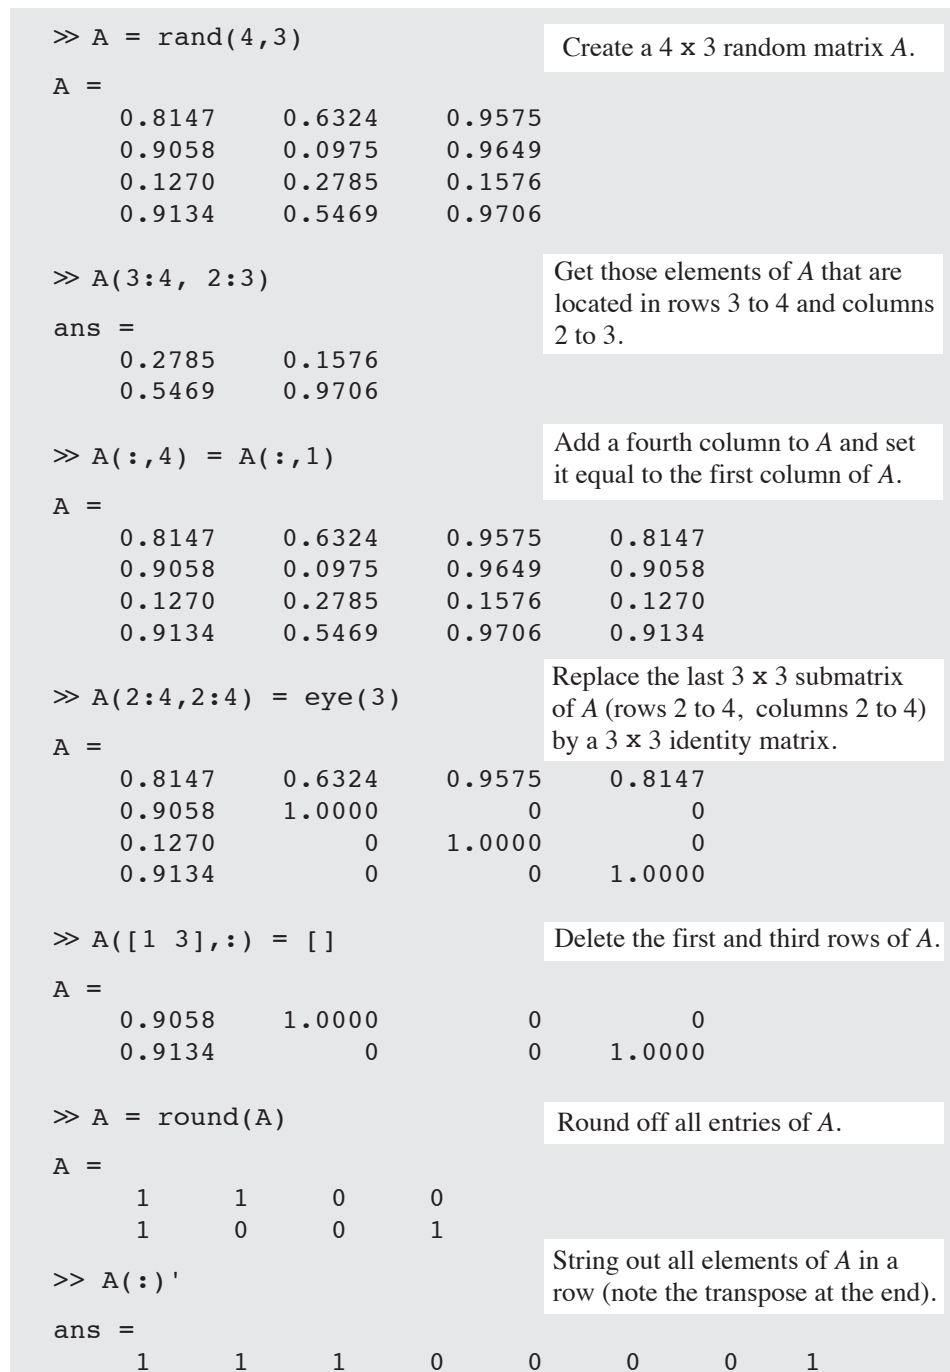 ≫ A = rand(4,3)
Create a 4 x 3 random matrix A.
A =
0.8147 0.6324 0.9575
0.9058 0.0975 0.9649
0.1270 0.2785 0.1576
0.9134 0.5469 0.9706
≫ A(3:4, 2:3)
Get those elements of A that are
located in rows 3 to 4 and columns
2 to 3.
ans =
0.2785 0.1576
0.5469 0.9706
≫ A(:,4) = A(:,1)
Add a fourth column to A and set
it equal to the first column of A.
A =
0.8147 0.6324 0.9575 0.8147
0.9058 0.0975 0.9649 0.9058
0.1270 0.2785 0.1576 0.1270
0.9134 0.5469 0.9706 0.9134
≫ A(2:4,2:4) = eye(3)
Replace the last 3 x 3 submatrix
of A (rows 2 to 4, columns 2 to 4)
by a 3 x 3 identity matrix.
A =
0.8147 0.6324 0.9575 0.8147
0.9058 1.0000 0 0
0.1270 0 1.0000 0
0.9134 0 0 1.0000
≫ A([1 3],:) = []
Delete the first and third rows of A.
A =
0.9058 1.0000 0 0
0.9134 0 0 1.0000
≫ A = round(A)
Round off all entries of A.
A =
1 1 0 0
1 0 0 1
>> A(:)'
String out all elements of A in a
row (note the transpose at the end).
ans =
1 1 1 0 0 0 0 1